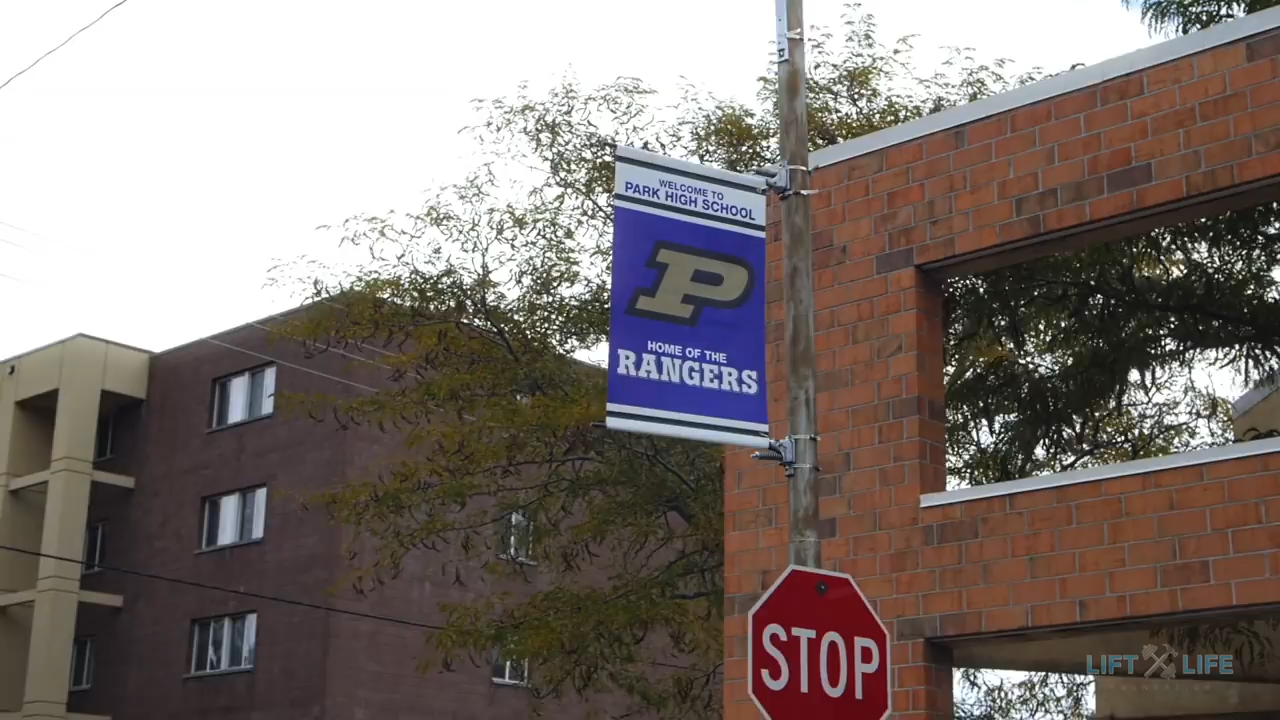 WELCOME TO
PARK HIGH SCHOOL
P
HOME OF THE
RANGERS
STOP
LIFT LIFE